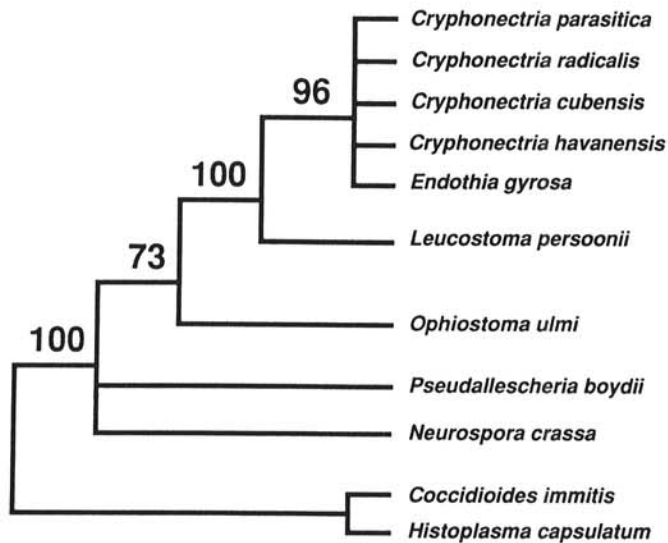 Cryphonectria parasitica
Cryphonectria radicalis
96
Cryphonectria cubensis
Cryphonectria havanensis
100
Endothia gyrosa
Leucostoma persoonii
73
Ophiostoma ulmi
100
Pseudallescheria boydii
Neurospora crassa
Coccidioides immitis
Histoplasma capsulatum